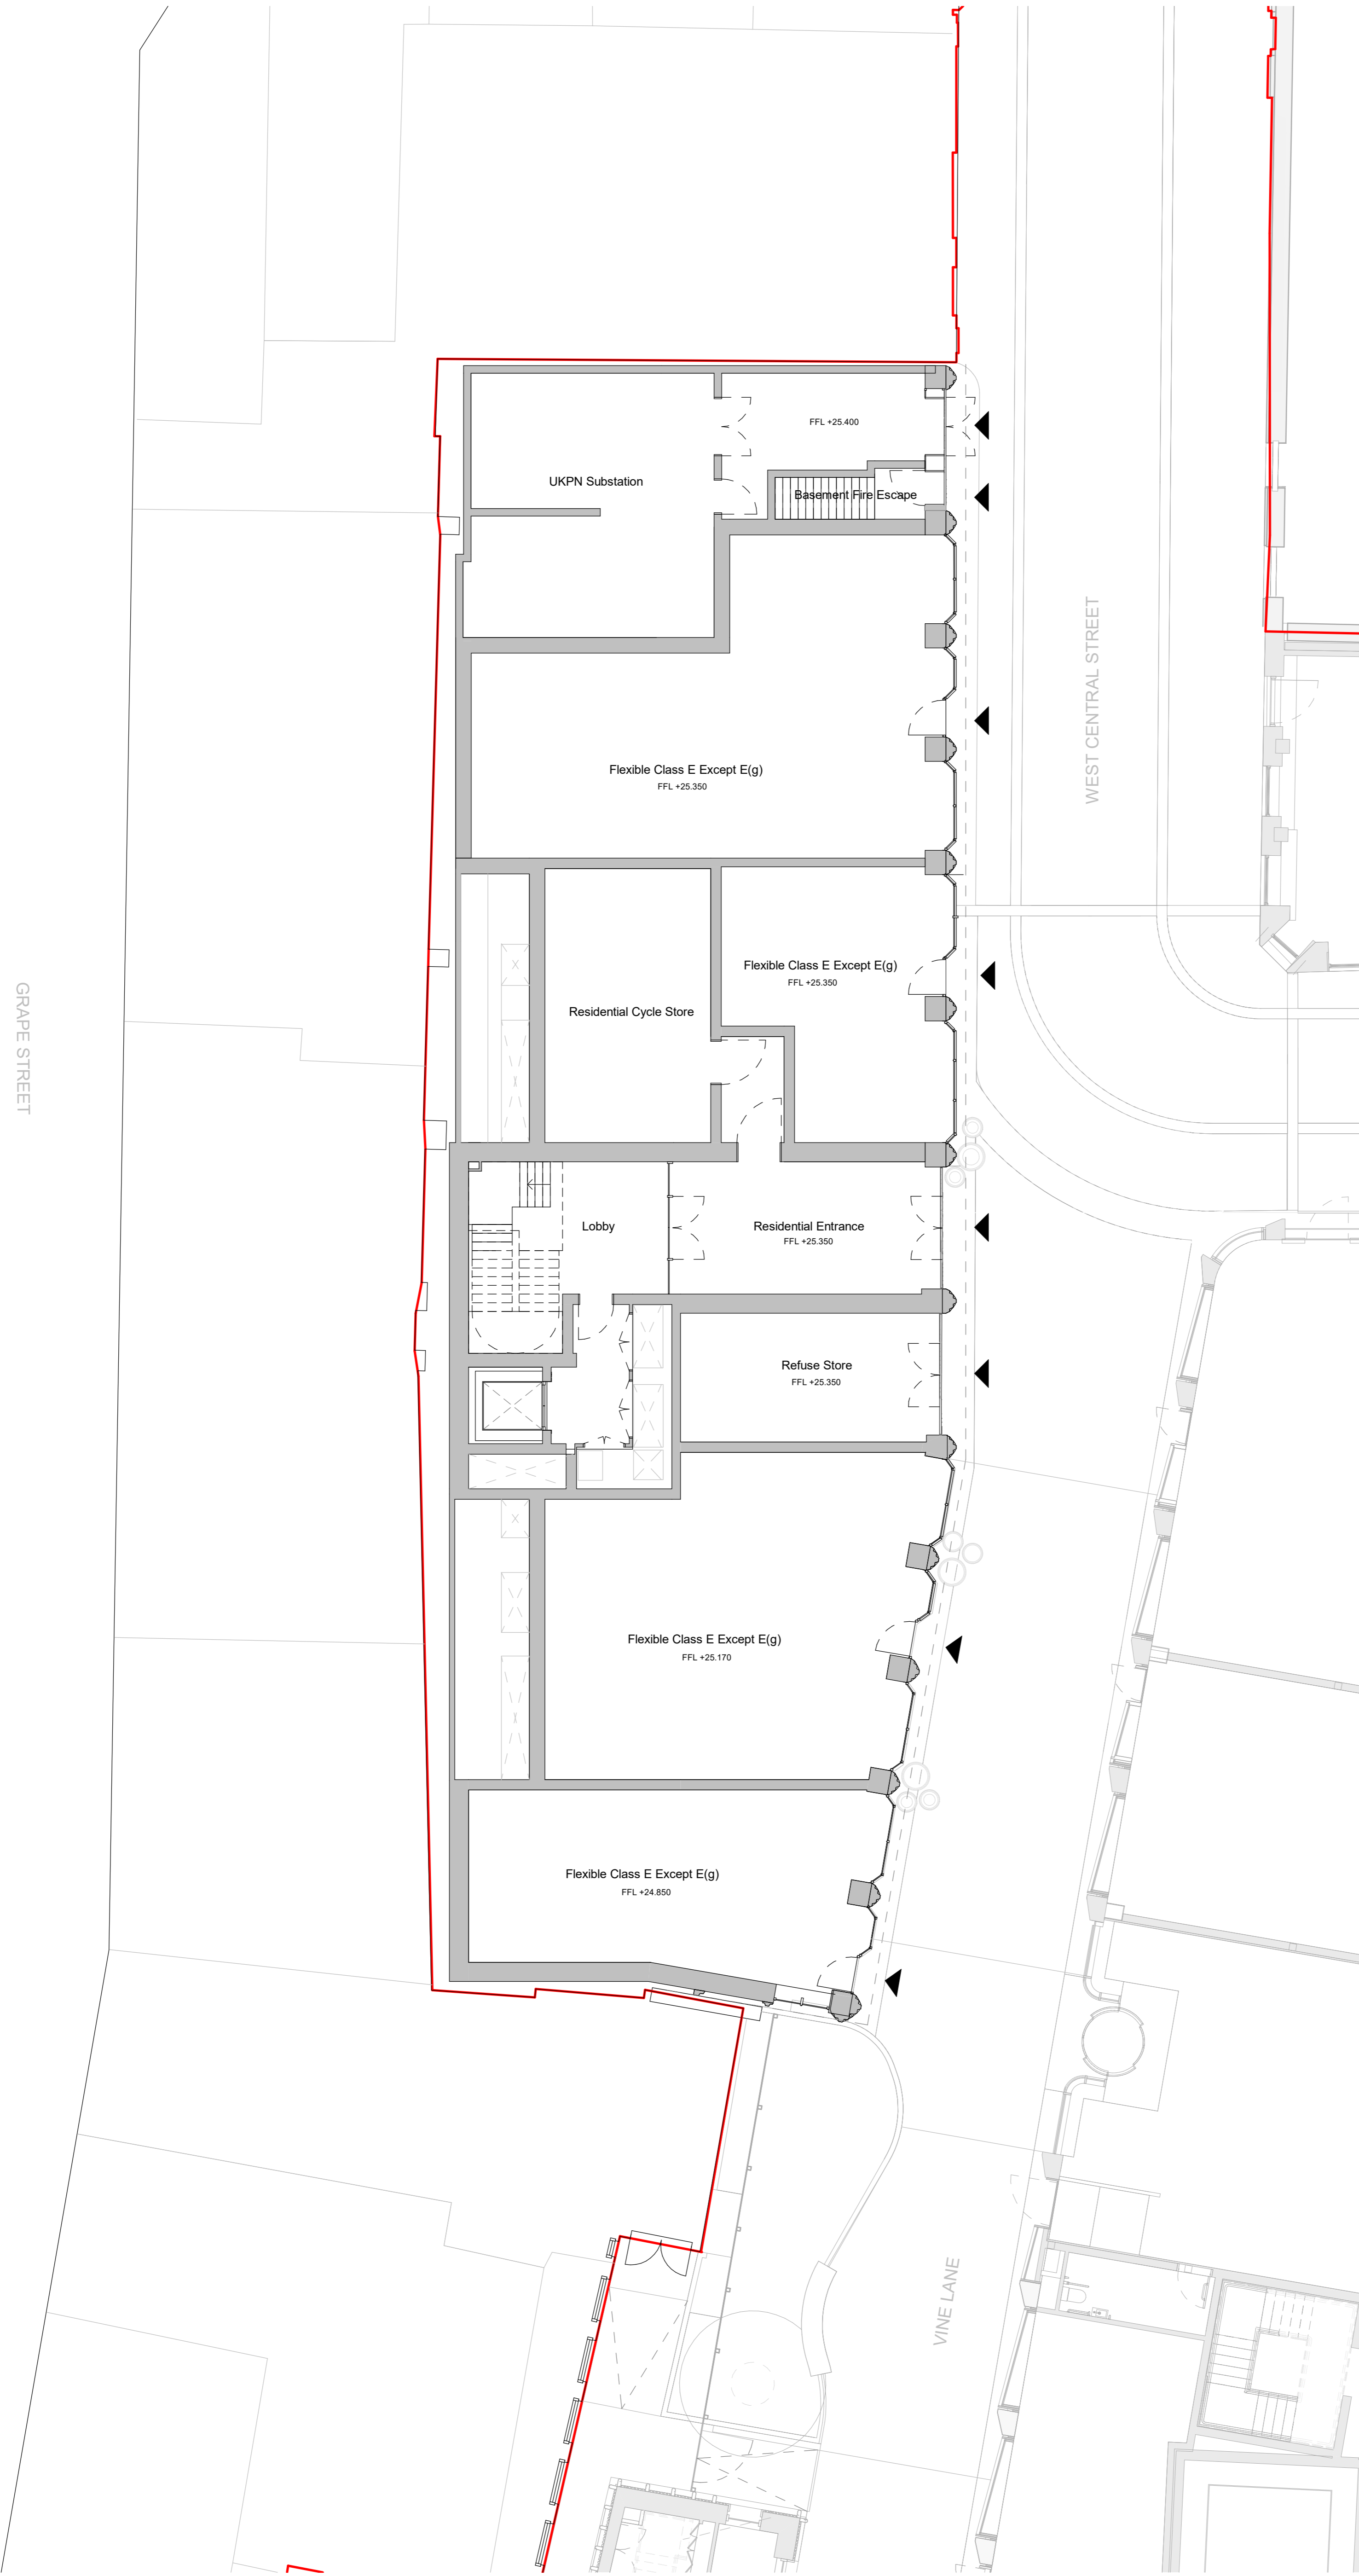 FFL +25.400
UKPN Substation
Basement Fire Escape
WEST CENTRAL STREET
Flexible Class E Except E(g)
FFL +25.350
Flexible Class E Except E(g)
FFL +25.350
GRAPE STREET
Residential Cycle Store
Lobby
Residential Entrance
FFL +25.350
Refuse Store
FFL +25.350
Flexible Class E Except E(g)
FFL +25.170
Flexible Class E Except E(g)
FFL +24.850
VINE LANE